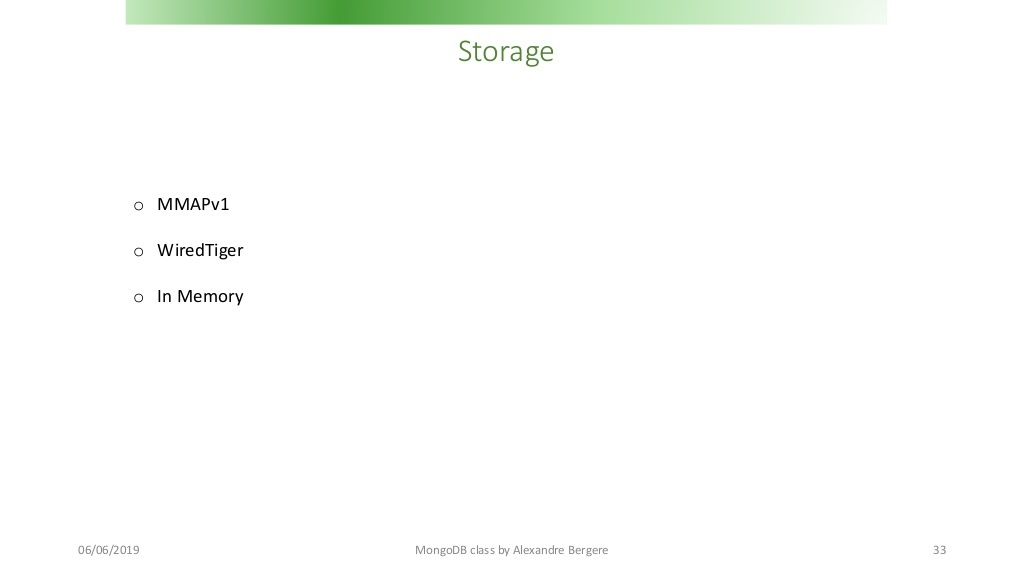 Storage
o MMAPv1
o WiredTiger
o In Memory
06/06/2019 MongoDB class by Alexandre Bergere 33